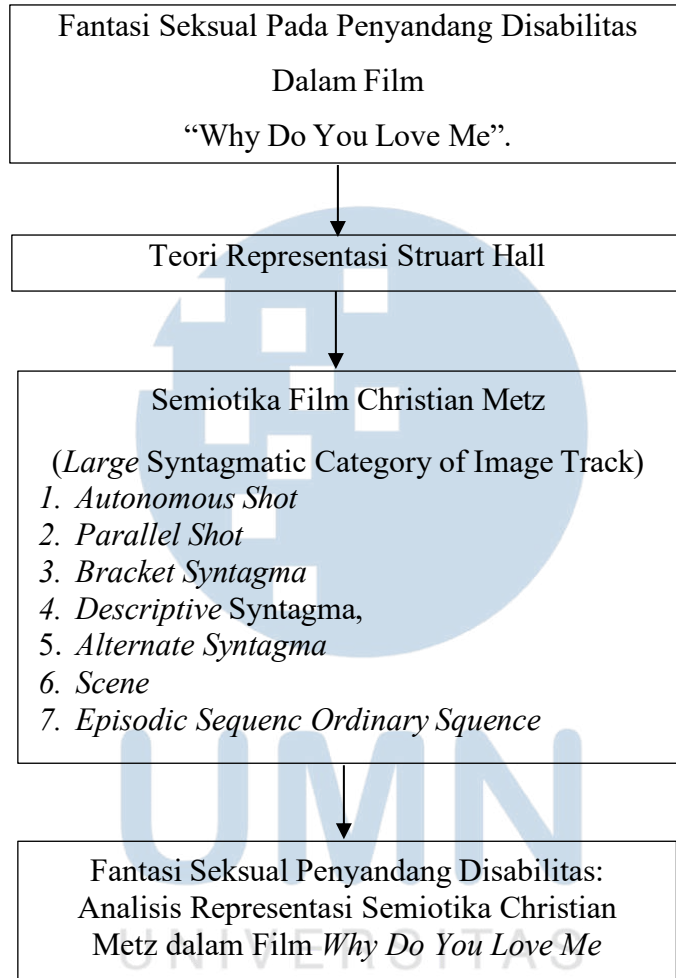 Fantasi Seksual Pada Penyandang Disabilitas
Dalam Film
“Why Do You Love Me”.
Teori Representasi Struart Hall
Semiotika Film Christian Metz
(Large Syntagmatic Category of Image Track)
1. Autonomous Shot
2. Parallel Shot
3. Bracket Syntagma
4. Descriptive Syntagma,
5. Alternate Syntagma
6. Scene
7. Episodic Sequenc Ordinary Squence
UMN
Fantasi Seksual Penyandang Disabilitas:
Analisis Representasi Semiotika Christian
Metz dalam Film Why Do You Love Me
UNIVERSITAS